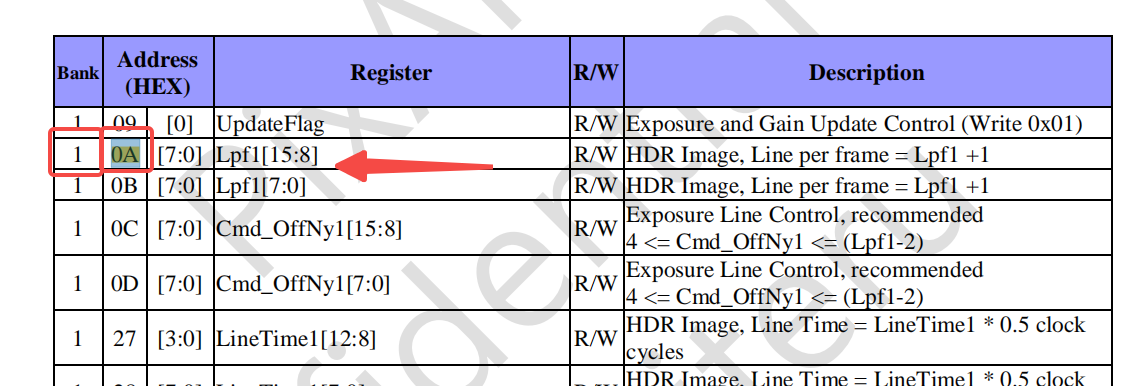 Bank Address (HEX) Register R/W Description
1 09 [0] UpdateFlag R/W Exposure and Gain Update Control (Write 0x01)
1 0A [7:0] Lpf1[15:8] R/W HDR Image, Line per frame = Lpf1 +1
1 0B [7:0] Lpf1[7:0] R/W HDR Image, Line per frame = Lpf1 +1
1 0C [7:0] Cmd_OffNy1[15:8] R/W Exposure Line Control, recommended
4 <= Cmd_OffNy1 <= (Lpf1-2)
1 0D [7:0] Cmd_OffNy1[7:0] R/W Exposure Line Control, recommended
4 <= Cmd_OffNy1 <= (Lpf1-2)
1 27 [3:0] LineTime1[12:8] R/W HDR Image, Line Time = LineTime1 * 0.5 clock
cycles
HDR Image, Line Time = LineTime1 * 0.5 clock